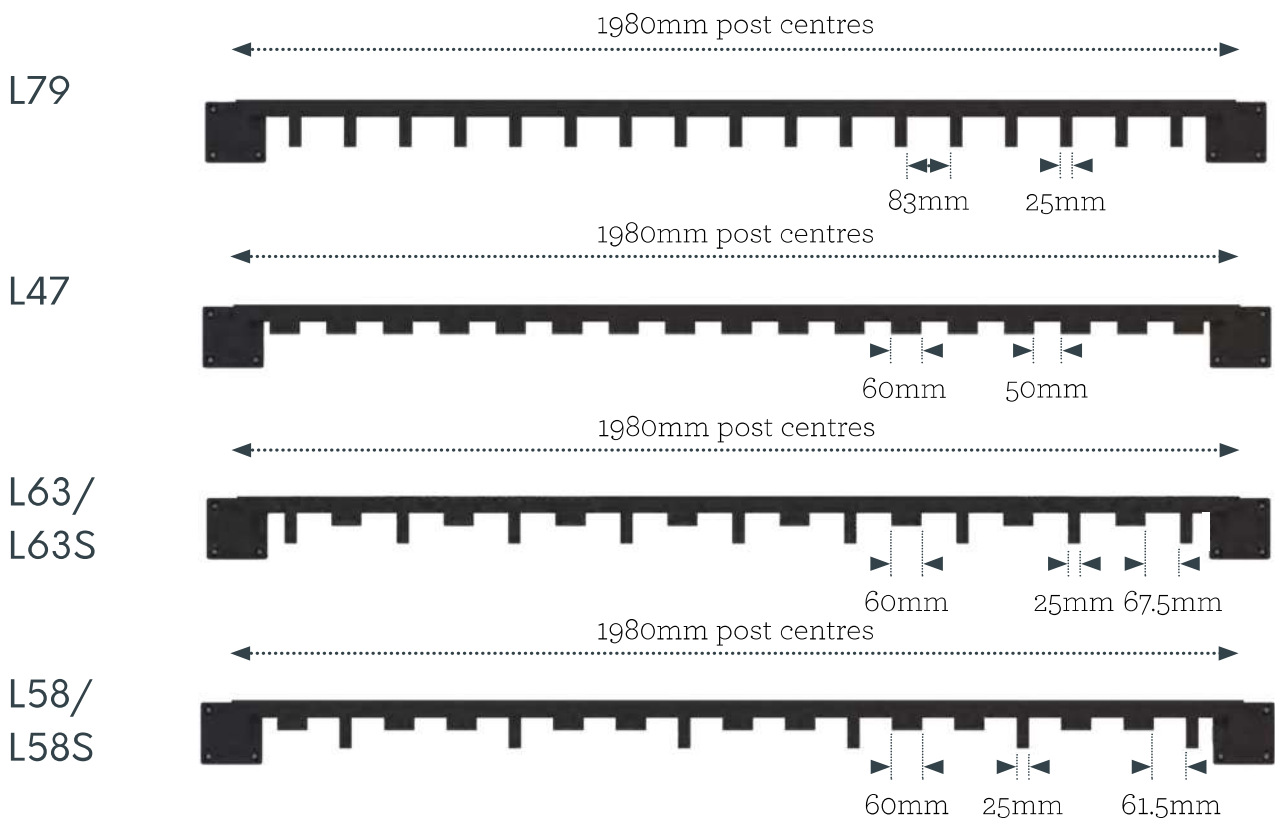 1980mm post centres
L79
83mm 25mm
1980mm post centres
L47
60mm 50mm
1980mm post centres
L63/
L63S
60mm 25mm 67.5mm
1980mm post centres
L58/
L58S
60mm 25mm 61.5mm